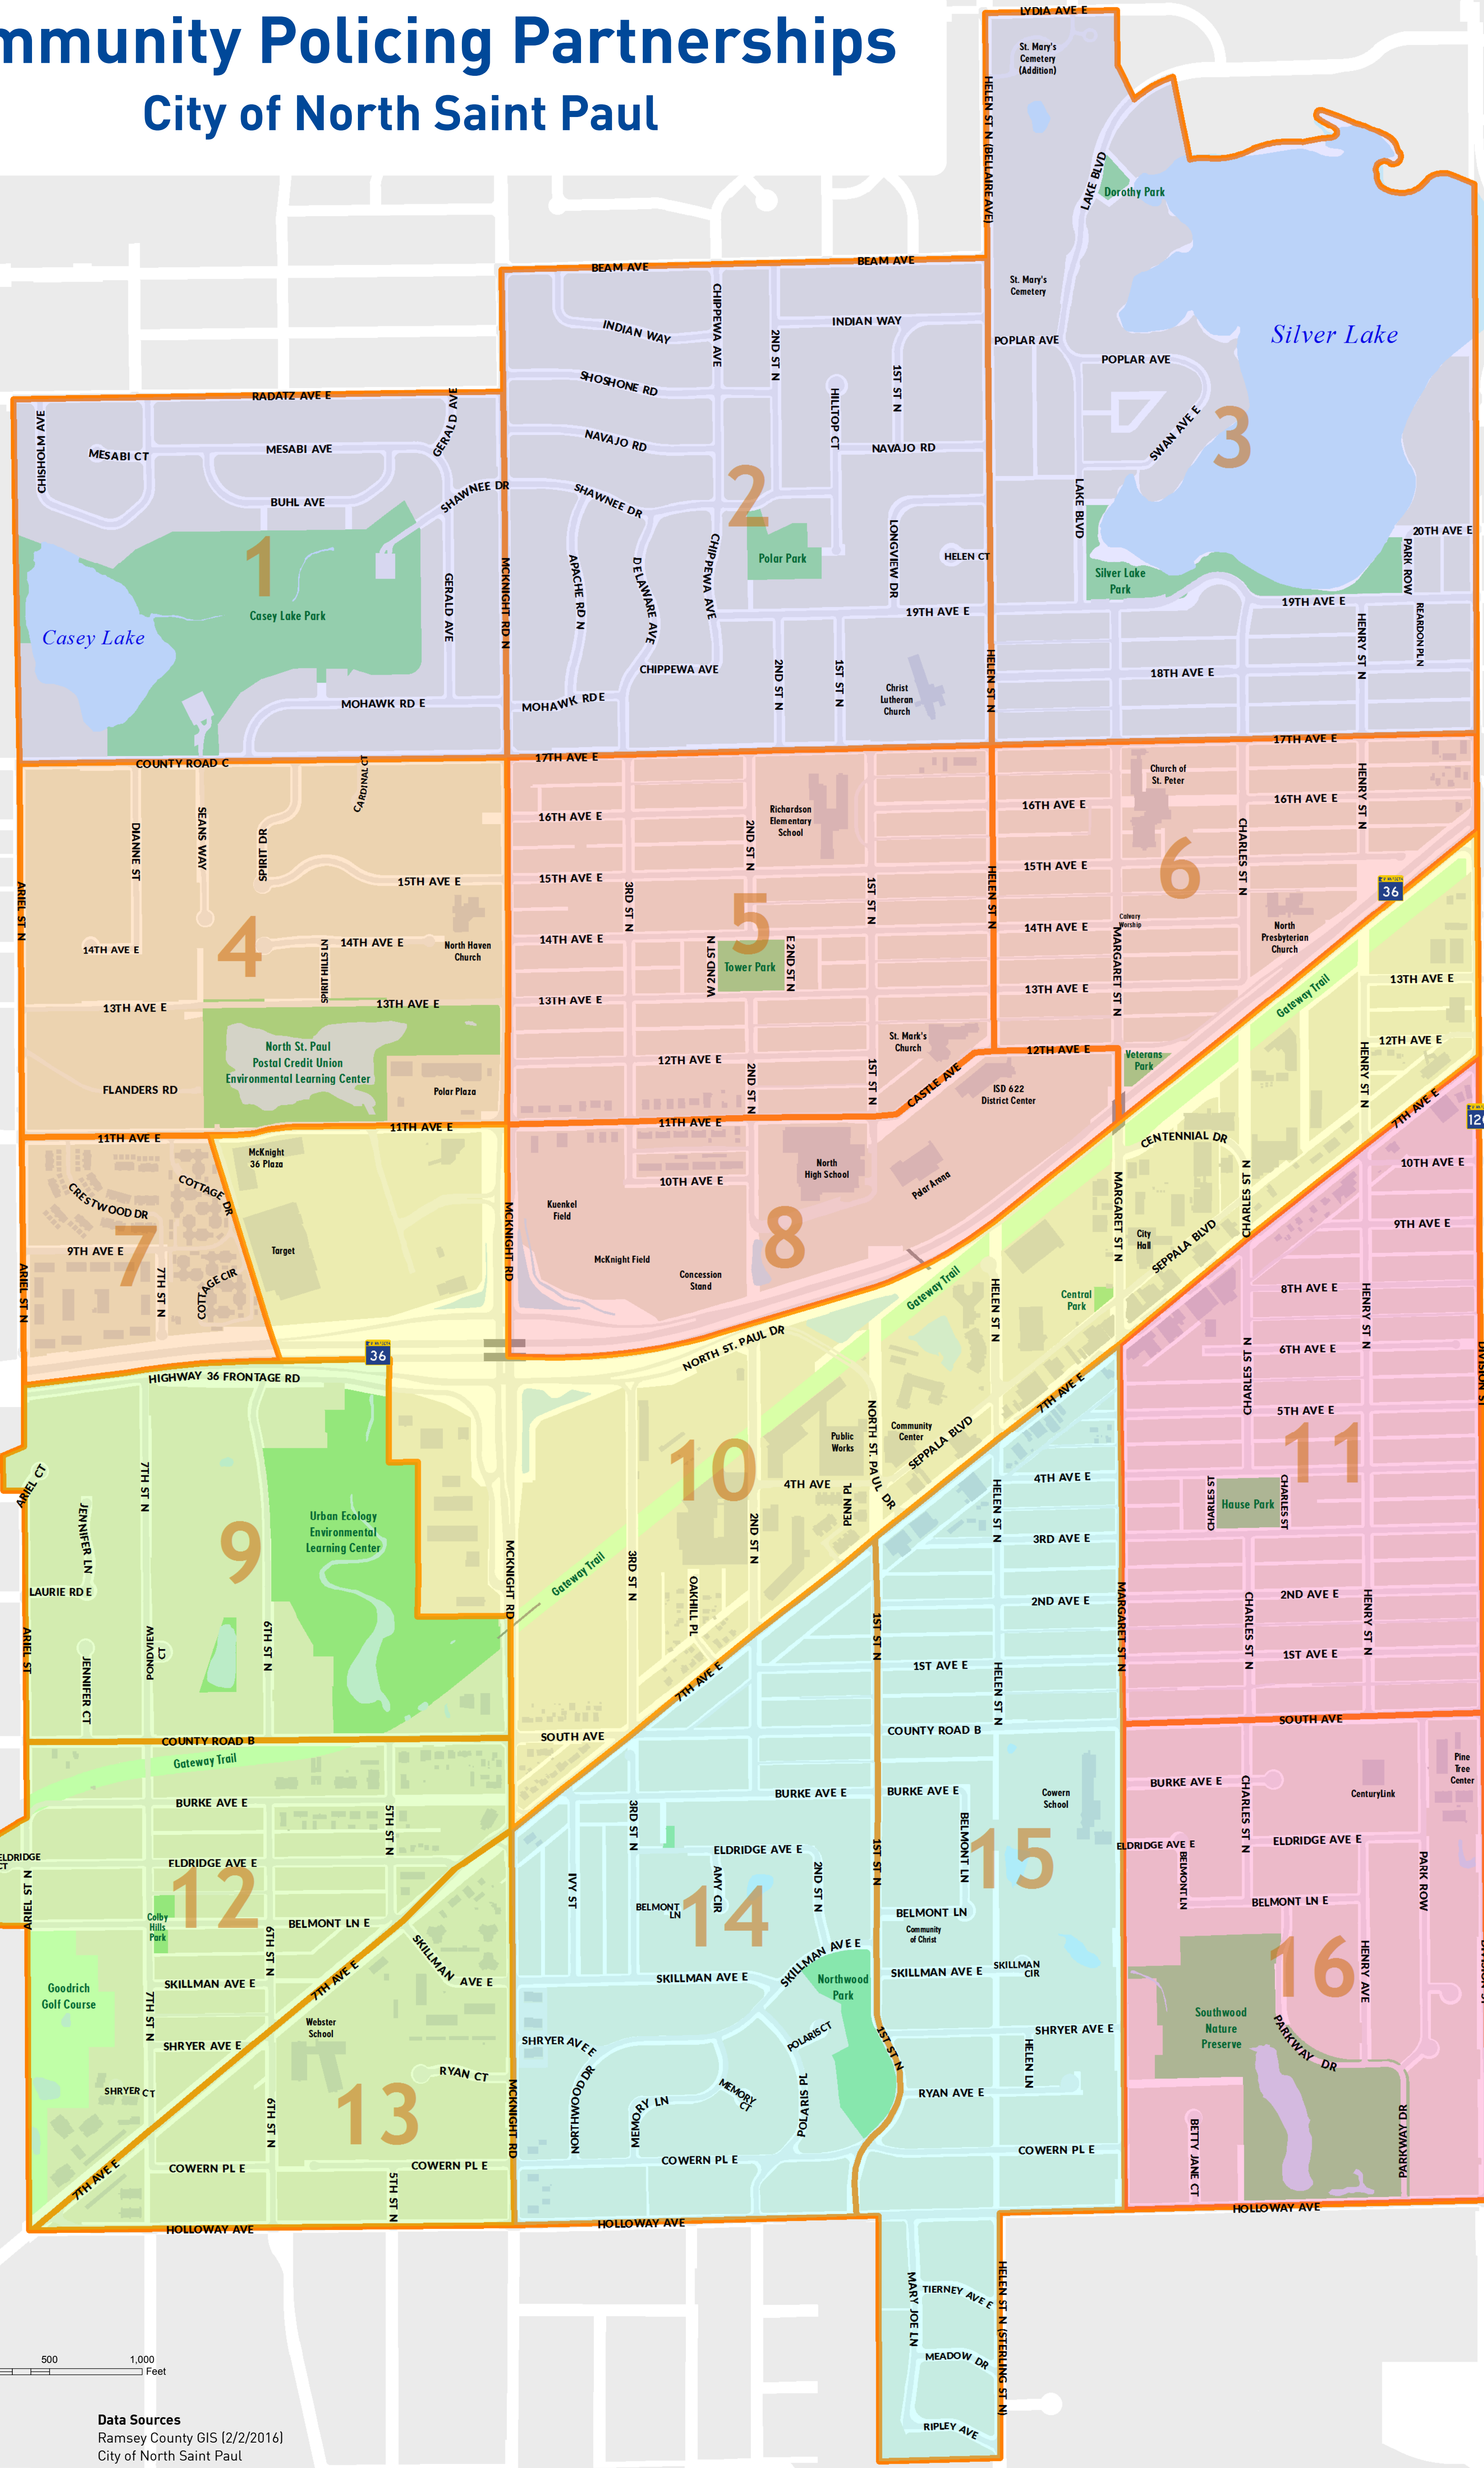 mmunity Policing Partnerships
City of North Saint Paul
LYDIA AVE E
St. Mary's
Cemetery
(Addition)
HELEN ST N (BELLAIRE AVE)
LAKE BLVD
Dorothy Park
BEAM AVE
BEAM AVE
St. Mary's
Cemetery
CHIPPEWA AVE
INDIAN WAY
INDIAN WAY
2ND ST N
POPLAR AVE
POPLAR AVE
Silver Lake
SHOSHONE RD
1ST ST N
HILLTOP CT
RADATZ AVE E
GERALD AVE
CHISHOLM AVE
MESABI CT
MESABI AVE
NAVAJO RD
NAVAJO RD
SWAN AVE E
3
BUHL AVE
SHAWNEE DR
SHAWNEE DR
2
LAKE BLVD
1
20TH AVE E
PARK ROW
MCKNIGHT RD N
APACHE RD N
DELAWARE AVE
CHIPPEWA AVE
Polar Park
LONGVIEW DR
HELEN CT
Silver Lake
Park
Casey Lake Park
GERALD AVE
19TH AVE E
19TH AVE E
HENRY ST N
REARDON PL N
Casey Lake
CHIPPEWA AVE
2ND ST N
1ST ST N
Christ
Lutheran
Church
HELEN ST N
18TH AVE E
MOHAWK RD E
MOHAWK RD E
COUNTY ROAD C
17TH AVE E
17TH AVE E
CARDINAL CT
DIANNE ST
SEANS WAY
SPIRIT DR
16TH AVE E
2ND ST N
Richardson
Elementary
School
16TH AVE E
Church of
St. Peter
16TH AVE E
HENRY ST N
CHARLES ST N
ARIEL ST N
15TH AVE E
15TH AVE E
3RD ST N
1ST ST N
HELEN ST N
15TH AVE E
6
36
4
14TH AVE E
14TH AVE E
SPIRIT HILLS LN
North Haven
Church
14TH AVE E
5
W 2ND ST N
Tower Park
E 2ND ST N
14TH AVE E
Calvary
Worship
MARGARET ST N
North
Presbyterian
Church
13TH AVE E
13TH AVE E
13TH AVE E
13TH AVE E
Gateway Trail
13TH AVE E
North St. Paul
Postal Credit Union
Environmental Learning Center
St. Mark's
Church
12TH AVE E
12TH AVE E
Veterans
Park
12TH AVE E
HENRY ST N
FLANDERS RD
Polar Plaza
2ND ST N
1ST ST N
CASTLE AVE
ISD 622
District Center
7TH AVE E
120
11TH AVE E
11TH AVE E
11TH AVE E
McKnight
36 Plaza
CENTENNIAL DR
10TH AVE E
North
High School
Polar Arena
10TH AVE E
COTTAGE DR
CRESTWOOD DR
Kuenkel
Field
MCKNIGHT RD
MARGARET ST N
CHARLES ST N
City
Hall
SEPPALA BLVD
9TH AVE E
7
9TH AVE E
Target
8
McKnight Field
Concession
Stand
ARIEL ST N
7TH ST N
COTTAGE CIR
Gateway Trail
HELEN ST N
Central
Park
8TH AVE E
HENRY ST N
36
NORTH ST. PAUL DR
6TH AVE E
DIVISION ST
HIGHWAY 36 FRONTAGE RD
7TH AVE E
CHARLES ST N
5TH AVE E
NORTH ST. PAUL DR
Community
Center
Public
Works
SEPPALA BLVD
10
11
ARIEL CT
7TH ST N
4TH AVE
PENN PL
4TH AVE E
CHARLES ST
Hause Park
CHARLES ST
JENNIFER LN
9
Urban Ecology
Environmental
Learning Center
2ND ST N
HELEN ST N
3RD AVE E
MCKNIGHT RD
Gateway Trail
3RD ST N
OAKHILL PL
LAURIE RD E
2ND AVE E
2ND AVE E
MARGARET ST N
CHARLES ST N
HENRY ST N
ARIEL ST
JENNIFER CT
PONDVIEW
CT
6TH ST N
1ST ST N
1ST AVE E
HELEN ST N
1ST AVE E
7TH AVE E
SOUTH AVE
COUNTY ROAD B
COUNTY ROAD B
SOUTH AVE
Gateway Trail
Pine
Tree
Center
BURKE AVE E
5TH ST N
3RD ST N
BURKE AVE E
BURKE AVE E
Cowern
School
BURKE AVE E
CHARLES ST N
CenturyLink
ELDRIDGE
CT
ELDRIDGE AVE E
ELDRIDGE AVE E
1ST ST N
BELMONT LN
15
ELDRIDGE AVE E
ELDRIDGE AVE E
ARIEL ST N
12
IVY ST
AMY CIR
2ND ST N
BELMONT LN
PARK ROW
Colby
Hills
Park
BELMONT LN E
BELMONT
LN
14
BELMONT LN
Community
of Christ
BELMONT LN E
6TH ST N
SKILLMAN AVE E
SKILLMAN AVE E
7TH AVE E
SKILLMAN AVE E
SKILLMAN AVE E
Northwood
Park
SKILLMAN AVE E
SKILLMAN
CIR
16
HENRY AVE
DIVISION ST
Goodrich
Golf Course
7TH ST N
Webster
School
SHRYER AVE E
SHRYER AVE E
POLARIS CT
1ST ST N
SHRYER AVE E
Southwood
Nature
Preserve
PARKWAY DR
SHRYER CT
RYAN CT
MCKNIGHT RD
NORTHWOOD DR
MEMORY LN
MEMORY
CT
POLARIS PL
RYAN AVE E
HELEN LN
13
6TH ST N
7TH AVE E
COWERN PL E
COWERN PL E
COWERN PL E
COWERN PL E
BETTY JANE CT
PARKWAY DR
5TH ST N
HOLLOWAY AVE
HOLLOWAY AVE
HOLLOWAY AVE
MARY JOE LN
TIERNEY AVE E
HELEN ST N (STERLING ST N)
MEADOW DR
RIPLEY AVE
500
1,000
Feet
Data Sources
Ramsey County GIS (2/2/2016)
City of North Saint Paul